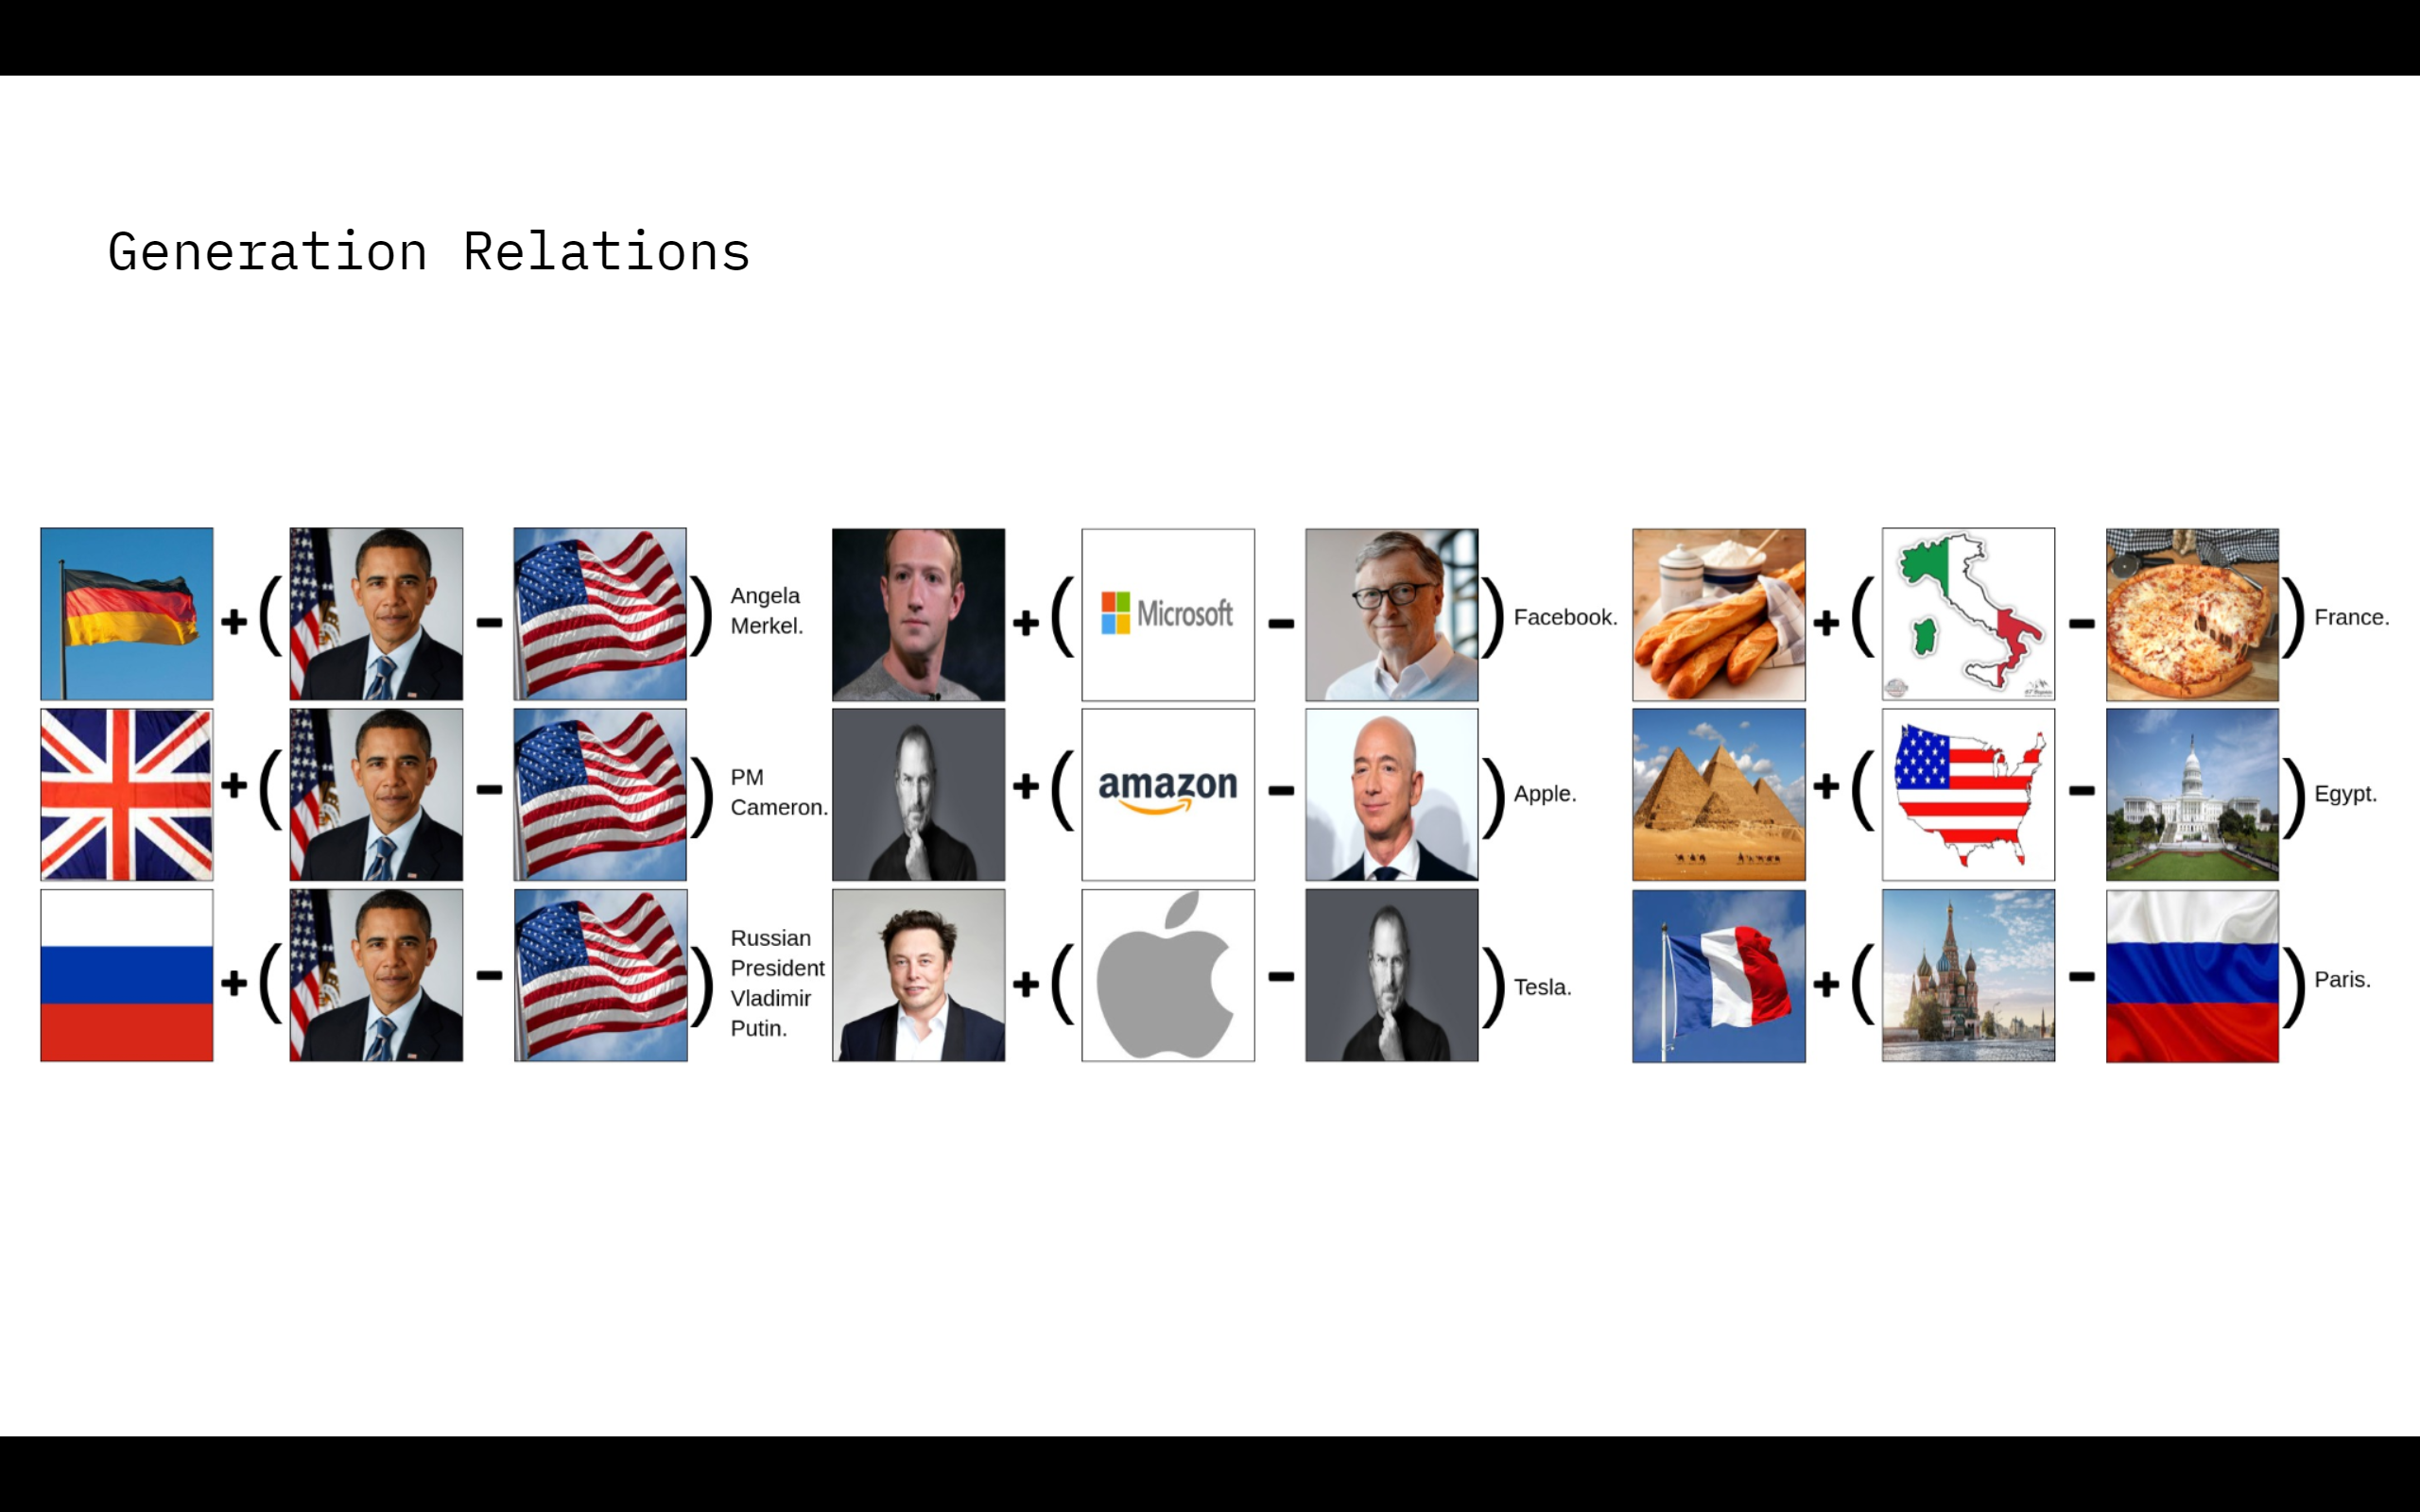 Generation Relations
Angela
Merkel.
Microsoft
Facebook.
France.
PM
Cameron.
amazon
Apple.
Egypt.
Russian
President
Vladimir
Putin.
Tesla.
Paris.